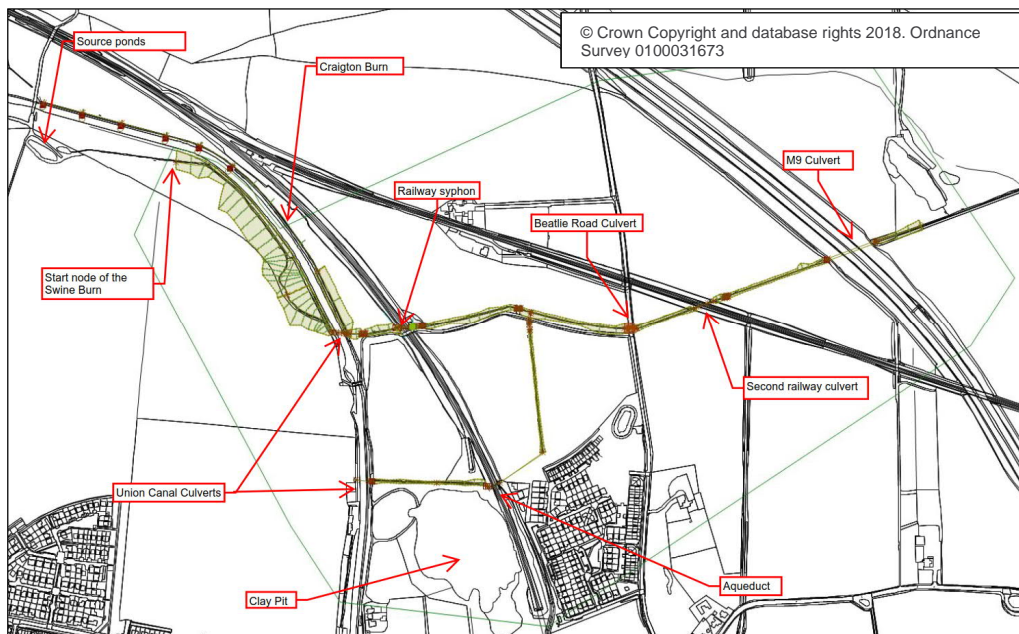 © Crown Copyright and database rights 2018. Ordnance
Survey 0100031673
Source ponds
Craigton Burn
M9 Culvert
Railway syphon
Beatlie Road Culvert
Start node of the
Swine Burn
Second railway culvert
Union Canal Culverts
Aqueduct
Clay Pit